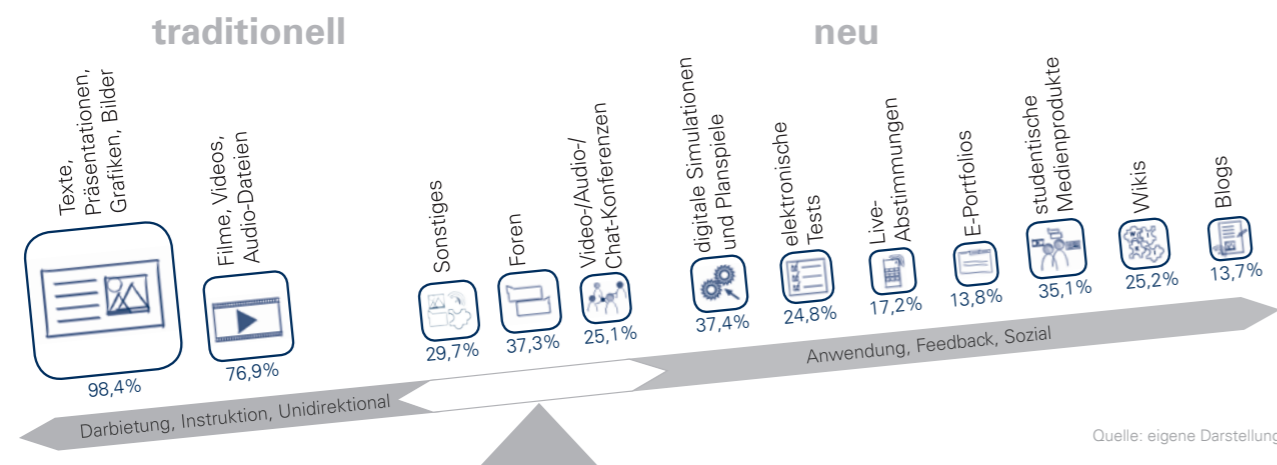 traditionell
neu
Texte,
Präsentationen,
Grafiken, Bilder
98,4%
Filme, Videos,
Audio-Dateien
76,9%
Sonstiges
29,7%
Foren
37,3%
Video-/Audio-/
Chat-Konferenzen
25,1%
digitale Simulationen
und Planspiele
37,4%
elektronische
Tests
24,8%
Live-
Abstimmungen
17,2%
E-Portfolios
13,8%
studentische
Medienprodukte
35,1%
Wikis
25,2%
Blogs
13,7%
Darbietung, Instruktion, Unidirektional
Anwendung, Feedback, Sozial
Quelle: eigene Darstellung